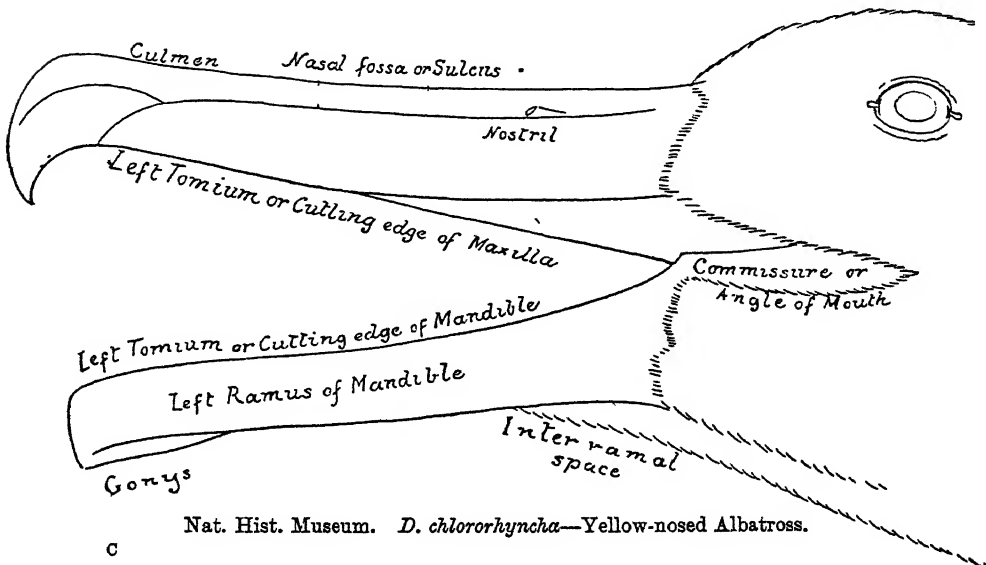 Culmen
Nasal fossa or Sulcus
Nostril
Left Tomium or Cutting edge of Maxilla
Commissure or
Angle of Mouth
Left Tomium or Cutting edge of Mandible
Left Ramus of Mandible
Inter ramal
space
Gonys
Nat. Hist. Museum. D. chlororhyncha—Yellow-nosed Albatross.
C